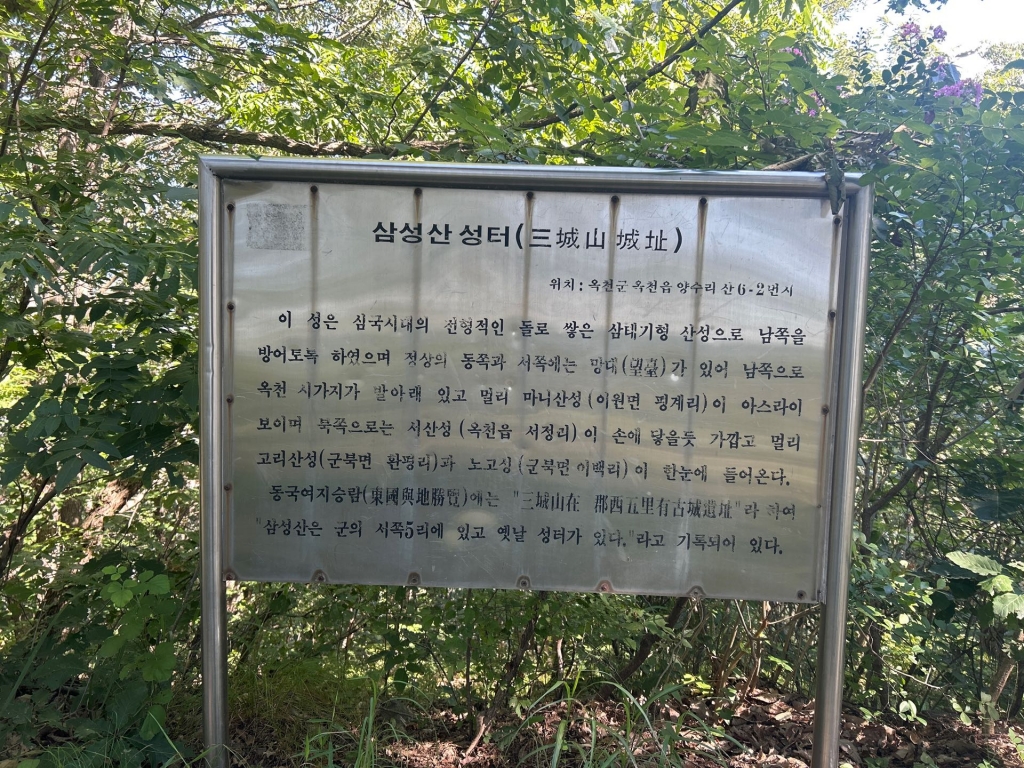 삼성산 성터(三城山 城址)
위치 : 옥천군 옥천읍 양수리 산 6-2번지
이 성은 삼국시대의 전형적인 돌로 쌓은 삼태기형 산성으로 남쪽을
방어토록 하였으며 정상의 동쪽과 서쪽에는 망대(望臺)가 있어 남쪽으로
옥천 시가지가 발아래 있고 멀리 마니산성(이원면 평계리)이 아스라이
보이며 북쪽으로는 서산성(옥천읍 서정리)이 손에 닿을듯 가깝고 멀리
고리산성(군북면 환평리)과 노고성(군북면 이백리)이 한눈에 들어온다.
동국여지승람(東國與地勝覽)에는 "三城山在 郡西五里有古城遺址"라 하여
"삼성산은 군의 서쪽5리에 있고 옛날 성터가 있다."라고 기록되어 있다.